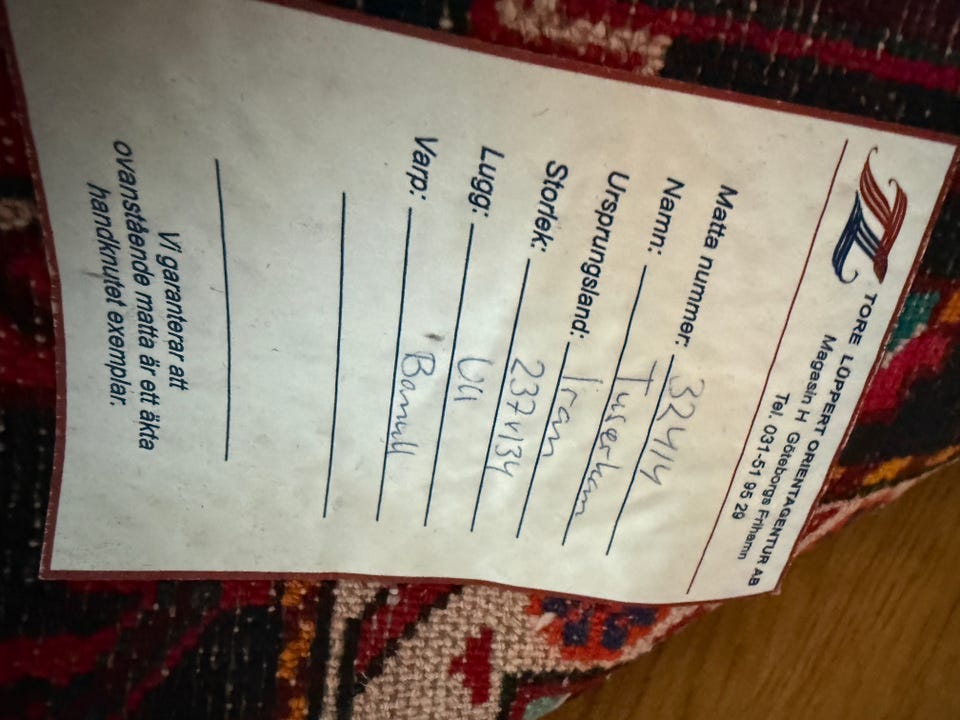 TORE LOPPERT ORIENTAGENTUR AB
Magasin H Göteborgs Frihamn
Tel. 031-51 95 29
Matta nummer: 32414
Namn: Tuserkan
Ursprungsland: Iran
Storlek: 237x134
Lugg: Ull
Varp: Bomull
Vi garanterar att
ovanstående matta är ett äkta
handknutet exemplar.